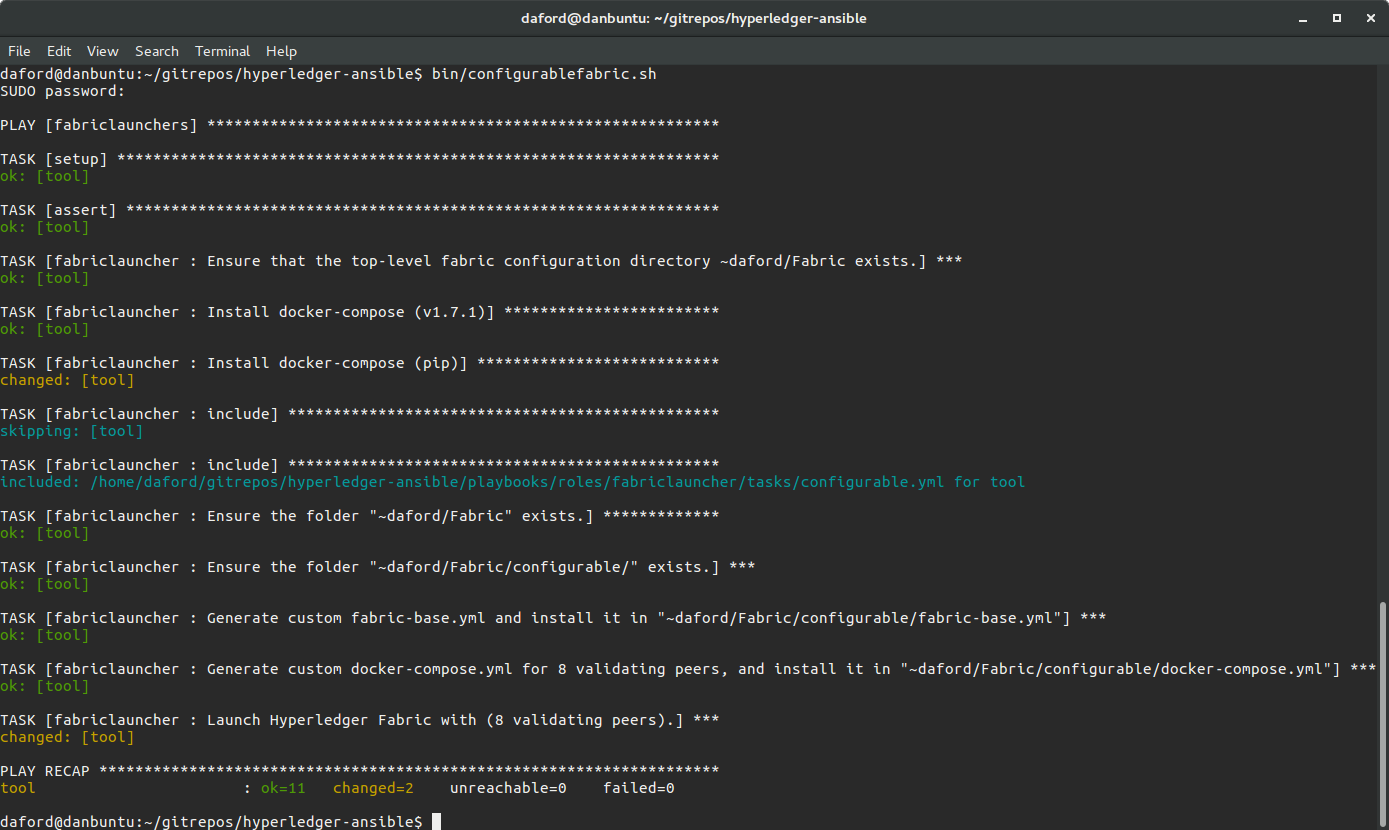 daford@danbuntu: ~/gitrepos/hyperledger-ansible
File Edit View Search Terminal Help
daford@danbuntu:~/gitrepos/hyperledger-ansible$ bin/configurablefabric.sh
SUDO password:
PLAY [fabriclaunchers] *********************************************************
TASK [setup] *******************************************************************
ok: [tool]
TASK [assert] ******************************************************************
ok: [tool]
TASK [fabriclauncher : Ensure that the top-level fabric configuration directory ~daford/Fabric exists.] ***
ok: [tool]
TASK [fabriclauncher : Install docker-compose (v1.7.1)] ************************
ok: [tool]
TASK [fabriclauncher : Install docker-compose (pip)] ***************************
changed: [tool]
TASK [fabriclauncher : include] ************************************************
skipping: [tool]
TASK [fabriclauncher : include] ************************************************
included: /home/daford/gitrepos/hyperledger-ansible/playbooks/roles/fabriclauncher/tasks/configurable.yml for tool
TASK [fabriclauncher : Ensure the folder "~daford/Fabric" exists.] *************
ok: [tool]
TASK [fabriclauncher : Ensure the folder "~daford/Fabric/configurable/" exists.] ***
ok: [tool]
TASK [fabriclauncher : Generate custom fabric-base.yml and install it in "~daford/Fabric/configurable/fabric-base.yml"] ***
ok: [tool]
TASK [fabriclauncher : Generate custom docker-compose.yml for 8 validating peers, and install it in "~daford/Fabric/configurable/docker-compose.yml"] ***
ok: [tool]
TASK [fabriclauncher : Launch Hyperledger Fabric with (8 validating peers).] ***
changed: [tool]
PLAY RECAP *********************************************************************
tool                       : ok=11   changed=2    unreachable=0    failed=0
daford@danbuntu:~/gitrepos/hyperledger-ansible$